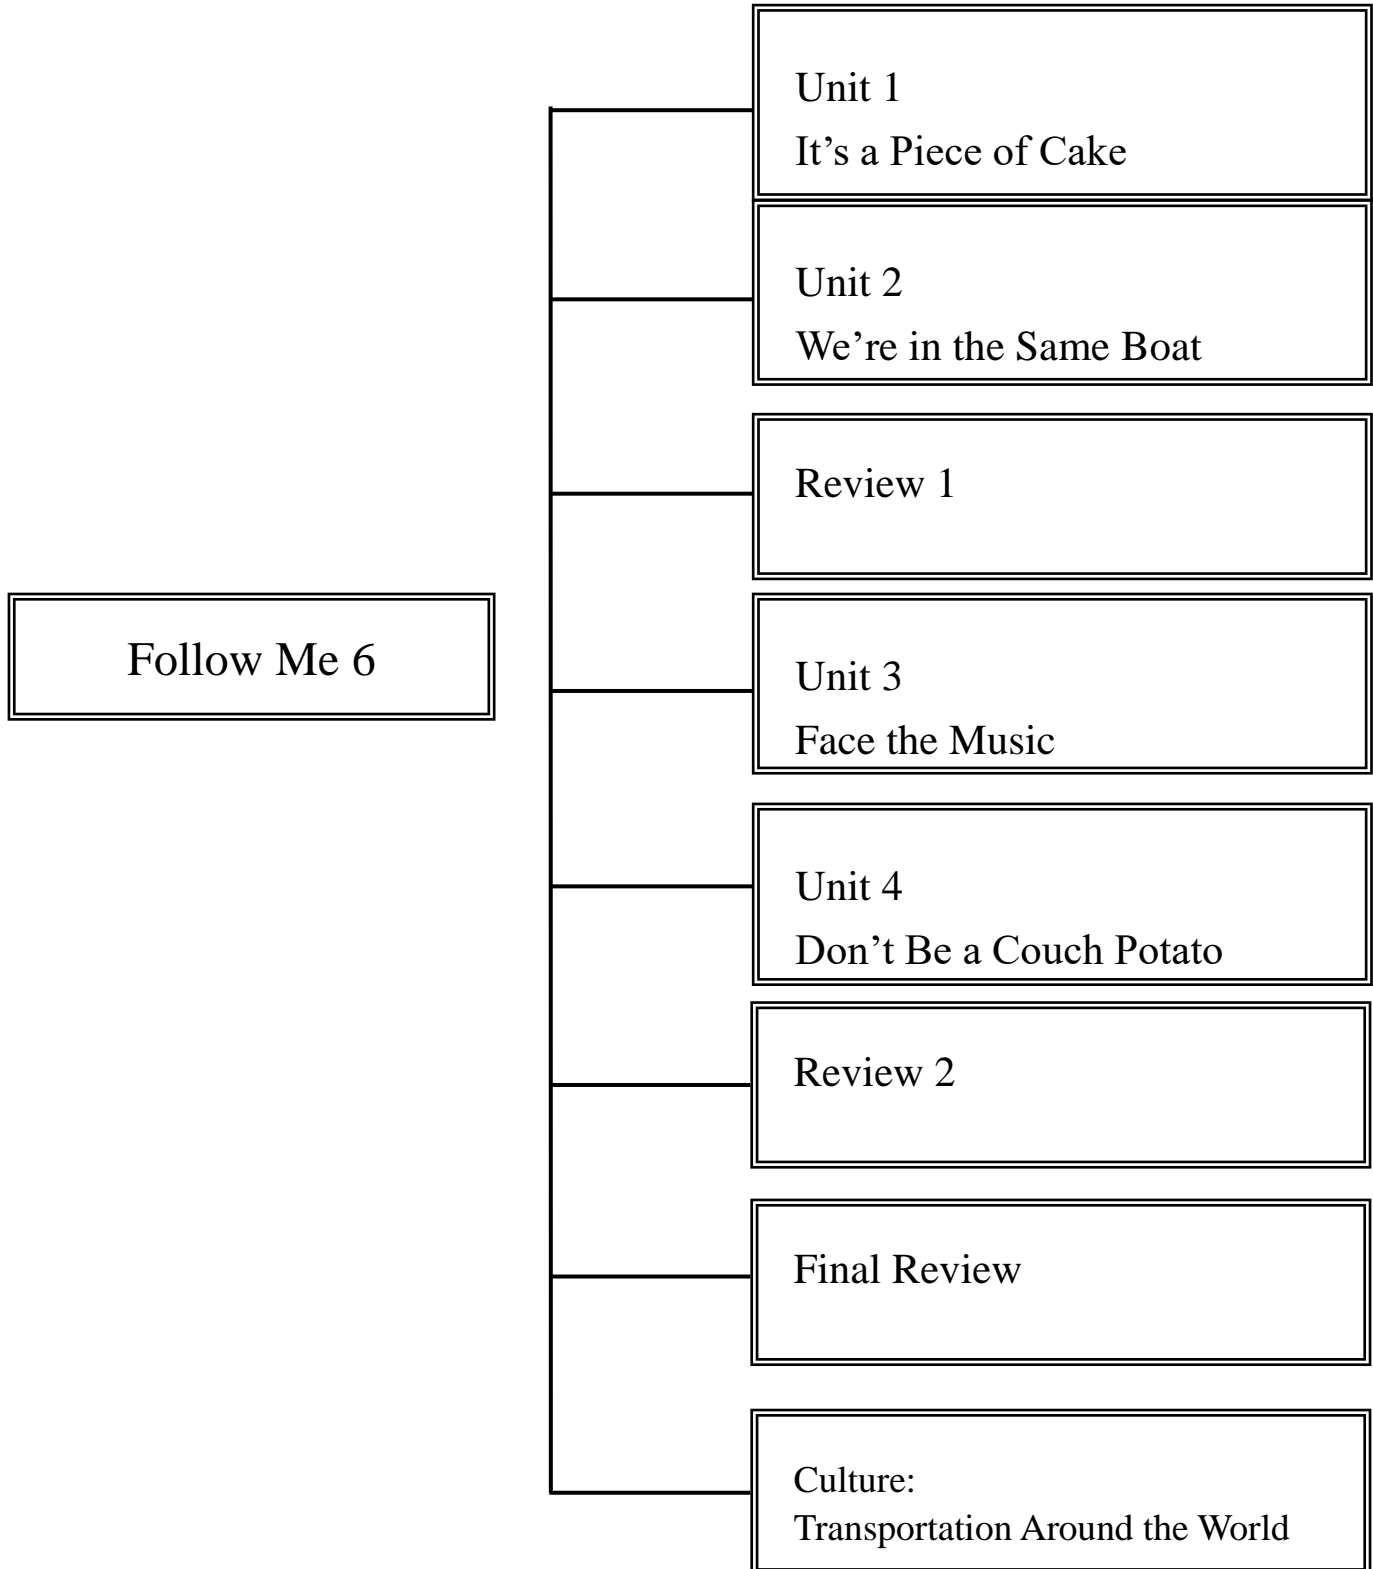 Follow Me 6
Unit 1
It’s a Piece of Cake
Unit 2
We’re in the Same Boat
Review 1
Unit 3
Face the Music
Unit 4
Don’t Be a Couch Potato
Review 2
Final Review
Culture:
Transportation Around the World